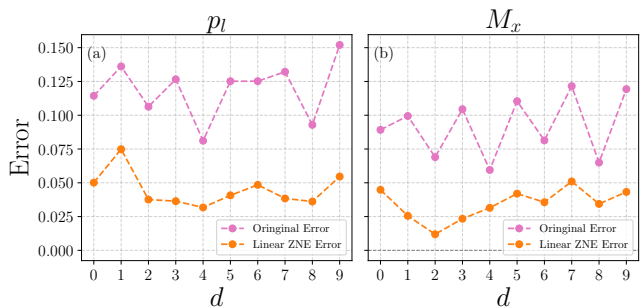 p_l
M_x
(a)
(b)
Error
0.150
0.125
0.100
0.075
0.050
0.025
0.000
Oringinal Error
Linear ZNE Error
Oringinal Error
Linear ZNE Error
0 1 2 3 4 5 6 7 8 9
0 1 2 3 4 5 6 7 8 9
d
d